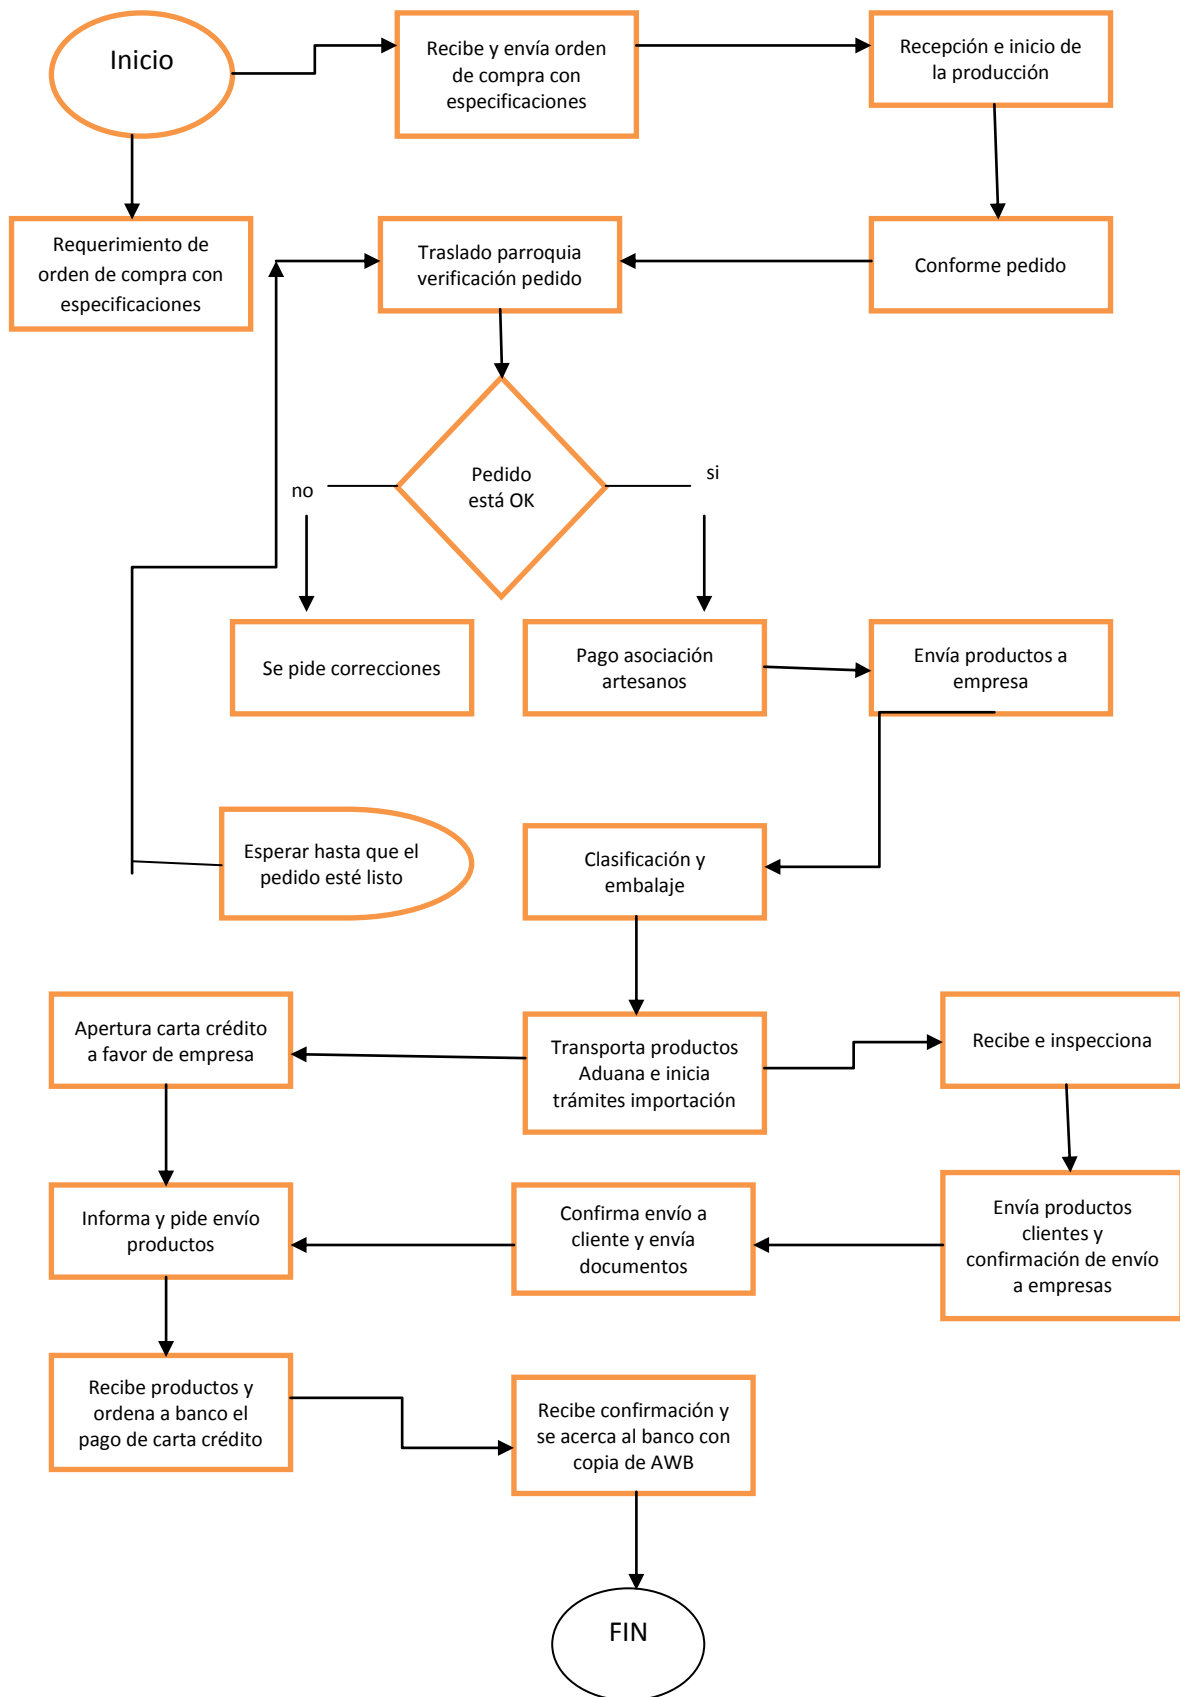 Inicio
Recibe y envía orden
de compra con
especificaciones
Recepción e inicio de
la producción
Requerimiento de
orden de compra con
especificaciones
Traslado parroquia
verificación pedido
Conforme pedido
Pedido
está OK
no
si
Se pide correcciones
Pago asociación
artesanos
Envía productos a
empresa
Esperar hasta que el
pedido esté listo
Clasificación y
embalaje
Apertura carta crédito
a favor de empresa
Transporta productos
Aduana e inicia
trámites importación
Recibe e inspecciona
Informa y pide envío
productos
Confirma envío a
cliente y envía
documentos
Envía productos
clientes y
confirmación de envío
a empresas
Recibe productos y
ordena a banco el
pago de carta crédito
Recibe confirmación y
se acerca al banco con
copia de AWB
FIN